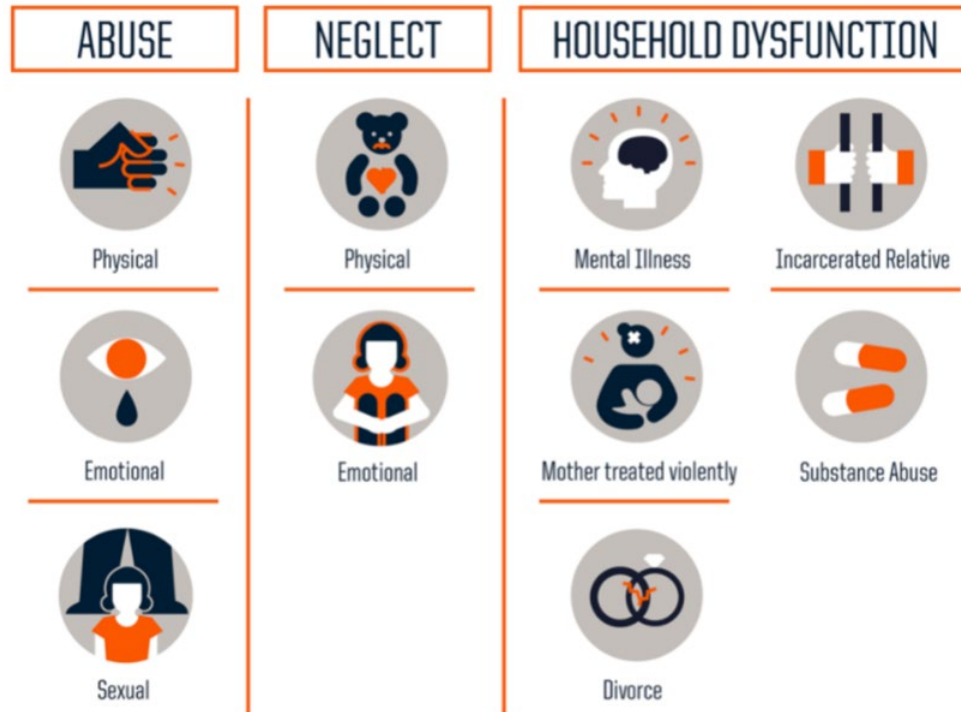 ABUSE
NEGLECT
HOUSEHOLD DYSFUNCTION
Physical
Physical
Mental Illness
Incarcerated Relative
Emotional
Emotional
Mother treated violently
Substance Abuse
Sexual
Divorce